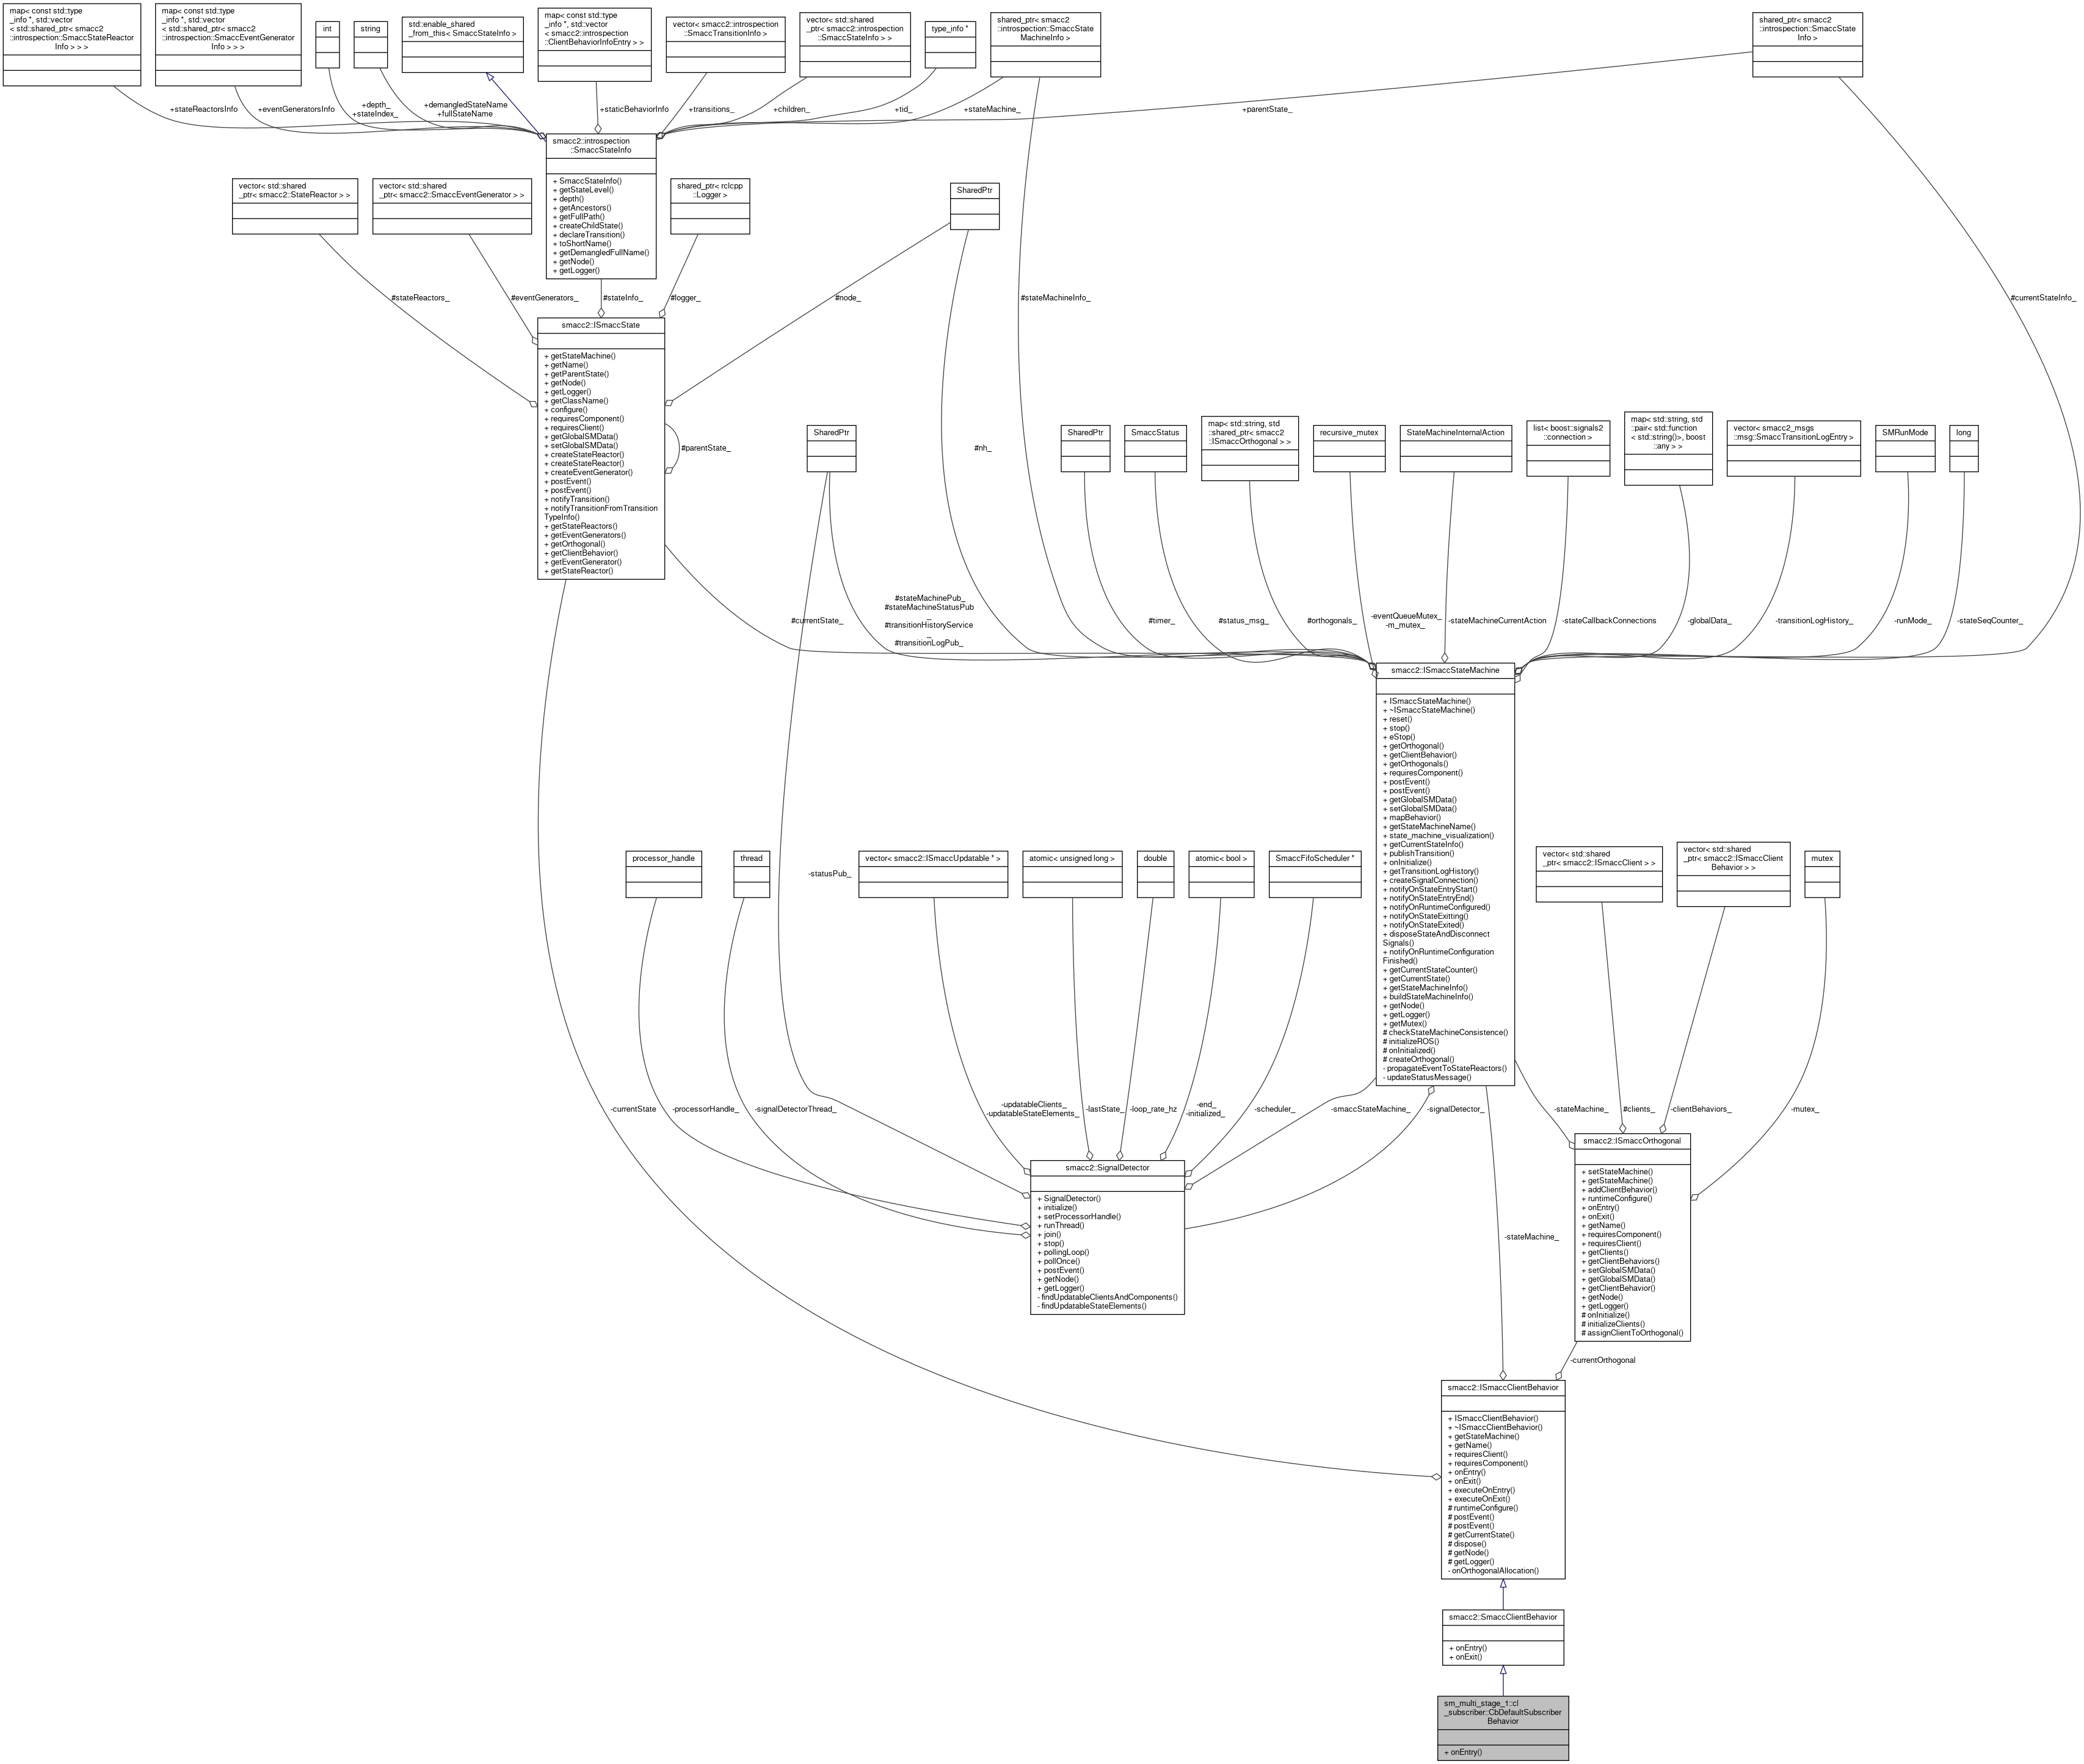 map< const std::type
_info *, std::vector
< std::shared_ptr< smacc2
::introspection::SmaccStateReactor
Info > > >
map< const std::type
_info *, std::vector
< std::shared_ptr< smacc2
::introspection::SmaccEventGenerator
Info > > >
int
string
std::enable_shared
_from_this< SmaccStateInfo >
map< const std::type
_info *, std::vector
< smacc2::introspection
::ClientBehaviorInfoEntry > >
vector< smacc2::introspection
::SmaccTransitionInfo >
vector< std::shared
_ptr< smacc2::introspection
::SmaccStateInfo > >
type_info *
shared_ptr< smacc2
::introspection::SmaccState
MachineInfo >
shared_ptr< smacc2
::introspection::SmaccState
Info >
+stateReactorsInfo
+eventGeneratorsInfo
+depth_
+stateIndex_
+demangledStateName
+fullStateName
+staticBehaviorInfo
+transitions_
+children_
+tid_
+stateMachine_
+parentState_
smacc2::introspection
::SmaccStateInfo
+ SmaccStateInfo()
+ getStateLevel()
+ depth()
+ getAncestors()
+ getFullPath()
+ createChildState()
+ declareTransition()
+ toShortName()
+ getDemangledFullName()
+ getNode()
+ getLogger()
vector< std::shared
_ptr< smacc2::StateReactor > >
vector< std::shared
_ptr< smacc2::SmaccEventGenerator > >
shared_ptr< rclcpp
::Logger >
SharedPtr
#stateReactors_
#eventGenerators_
#stateInfo_
#logger_
#node_
#stateMachineInfo_
#currentStateInfo_
smacc2::ISmaccState
+ getStateMachine()
+ getName()
+ getParentState()
+ getNode()
+ getLogger()
+ getClassName()
+ configure()
+ requiresComponent()
+ requiresClient()
+ getGlobalSMData()
+ setGlobalSMData()
+ createStateReactor()
+ createStateReactor()
+ createEventGenerator()
+ postEvent()
+ postEvent()
+ notifyTransition()
+ notifyTransitionFromTransition
TypeInfo()
+ getStateReactors()
+ getEventGenerators()
+ getOrthogonal()
+ getClientBehavior()
+ getEventGenerator()
+ getStateReactor()
#parentState_
#nh_
SharedPtr
SharedPtr
SmaccStatus
map< std::string, std
::shared_ptr< smacc2
::ISmaccOrthogonal > >
recursive_mutex
StateMachineInternalAction
list< boost::signals2
::connection >
map< std::string, std
::pair< std::function
< std::string()>, boost
::any > >
vector< smacc2_msgs
::msg::SmaccTransitionLogEntry >
SMRunMode
long
#currentState_
#stateMachinePub_
#stateMachineStatusPub
_
#transitionHistoryService
_
#transitionLogPub_
#timer_
#status_msg_
#orthogonals_
-eventQueueMutex_
-m_mutex_
-stateMachineCurrentAction
-stateCallbackConnections
-globalData_
-transitionLogHistory_
-runMode_
-stateSeqCounter_
smacc2::ISmaccStateMachine
+ ISmaccStateMachine()
+ ~ISmaccStateMachine()
+ reset()
+ stop()
+ eStop()
+ getOrthogonal()
+ getClientBehavior()
+ getOrthogonals()
+ requiresComponent()
+ postEvent()
+ postEvent()
+ getGlobalSMData()
+ setGlobalSMData()
+ mapBehavior()
+ getStateMachineName()
+ state_machine_visualization()
+ getCurrentStateInfo()
+ publishTransition()
+ onInitialize()
+ getTransitionLogHistory()
+ createSignalConnection()
+ notifyOnStateEntryStart()
+ notifyOnStateEntryEnd()
+ notifyOnRuntimeConfigured()
+ notifyOnStateExitting()
+ notifyOnStateExited()
+ disposeStateAndDisconnect
Signals()
+ notifyOnRuntimeConfiguration
Finished()
+ getCurrentStateCounter()
+ getCurrentState()
+ getStateMachineInfo()
+ buildStateMachineInfo()
+ getNode()
+ getLogger()
+ getMutex()
# checkStateMachineConsistence()
# initializeROS()
# onInitialized()
# createOrthogonal()
- propagateEventToStateReactors()
- updateStatusMessage()
processor_handle
thread
-statusPub_
vector< smacc2::ISmaccUpdatable * >
atomic< unsigned long >
double
atomic< bool >
SmaccFifoScheduler *
vector< std::shared
_ptr< smacc2::ISmaccClient > >
vector< std::shared
_ptr< smacc2::ISmaccClient
Behavior > >
mutex
-currentState
-processorHandle_
-signalDetectorThread_
-updatableClients_
-updatableStateElements_
-lastState_
-loop_rate_hz
-end_
-initialized_
-scheduler_
-smaccStateMachine_
-signalDetector_
-stateMachine_
#clients_
-clientBehaviors_
-mutex_
smacc2::SignalDetector
+ SignalDetector()
+ initialize()
+ setProcessorHandle()
+ runThread()
+ join()
+ stop()
+ pollingLoop()
+ pollOnce()
+ postEvent()
+ getNode()
+ getLogger()
- findUpdatableClientsAndComponents()
- findUpdatableStateElements()
smacc2::ISmaccOrthogonal
+ setStateMachine()
+ getStateMachine()
+ addClientBehavior()
+ runtimeConfigure()
+ onEntry()
+ onExit()
+ getName()
+ requiresComponent()
+ requiresClient()
+ getClients()
+ getClientBehaviors()
+ setGlobalSMData()
+ getGlobalSMData()
+ getClientBehavior()
+ getNode()
+ getLogger()
# onInitialize()
# initializeClients()
# assignClientToOrthogonal()
-stateMachine_
-currentOrthogonal
smacc2::ISmaccClientBehavior
+ ISmaccClientBehavior()
+ ~ISmaccClientBehavior()
+ getStateMachine()
+ getName()
+ requiresClient()
+ requiresComponent()
+ onEntry()
+ onExit()
+ executeOnEntry()
+ executeOnExit()
# runtimeConfigure()
# postEvent()
# postEvent()
# getCurrentState()
# dispose()
# getNode()
# getLogger()
- onOrthogonalAllocation()
smacc2::SmaccClientBehavior
+ onEntry()
+ onExit()
sm_multi_stage_1::cl
_subscriber::CbDefaultSubscriber
Behavior
+ onEntry()